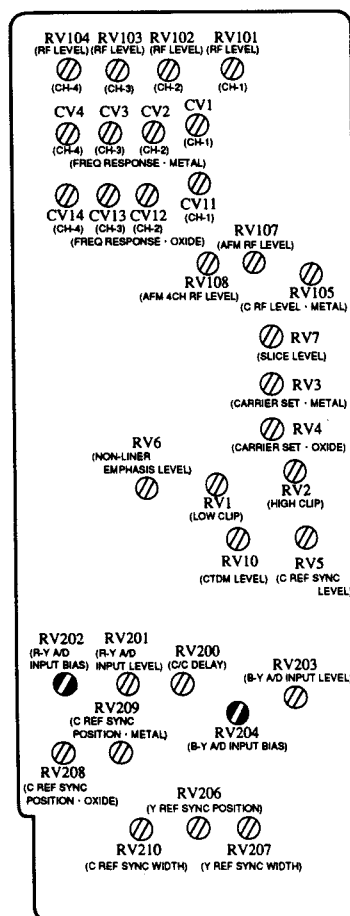 RV104 RV103 RV102 RV101
(RF LEVEL) (RF LEVEL) (RF LEVEL) (RF LEVEL)
(CH-4) (CH-3) (CH-2) (CH-1)
CV4 CV3 CV2 CV1
(CH-4) (CH-3) (CH-2) (CH-1)
(FREQ RESPONSE · METAL)
CV14 CV13 CV12 CV11
(CH-4) (CH-3) (CH-2) (CH-1)
(FREQ RESPONSE · OXIDE)
RV107
(AFM RF LEVEL)
RV108
(AFM 4CH RF LEVEL)
RV105
(C RF LEVEL · METAL)
RV7
(SLICE LEVEL)
RV3
(CARRIER SET · METAL)
RV4
(CARRIER SET · OXIDE)
RV6
(NON-LINER
EMPHASIS LEVEL)
RV1
(LOW CLIP)
RV2
(HIGH CLIP)
RV10
(CTDM LEVEL)
RV5
(C REF SYNC
LEVEL)
RV202
(R-Y A/D
INPUT BIAS)
RV201
(R-Y A/D
INPUT LEVEL)
RV200
(C/C DELAY)
RV203
(B-Y A/D INPUT LEVEL)
RV209
(C REF SYNC
POSITION · METAL)
RV204
(B-Y A/D INPUT BIAS)
RV208
(C REF SYNC
POSITION · OXIDE)
RV206
(Y REF SYNC POSITION)
RV210
(C REF SYNC WIDTH)
RV207
(Y REF SYNC WIDTH)